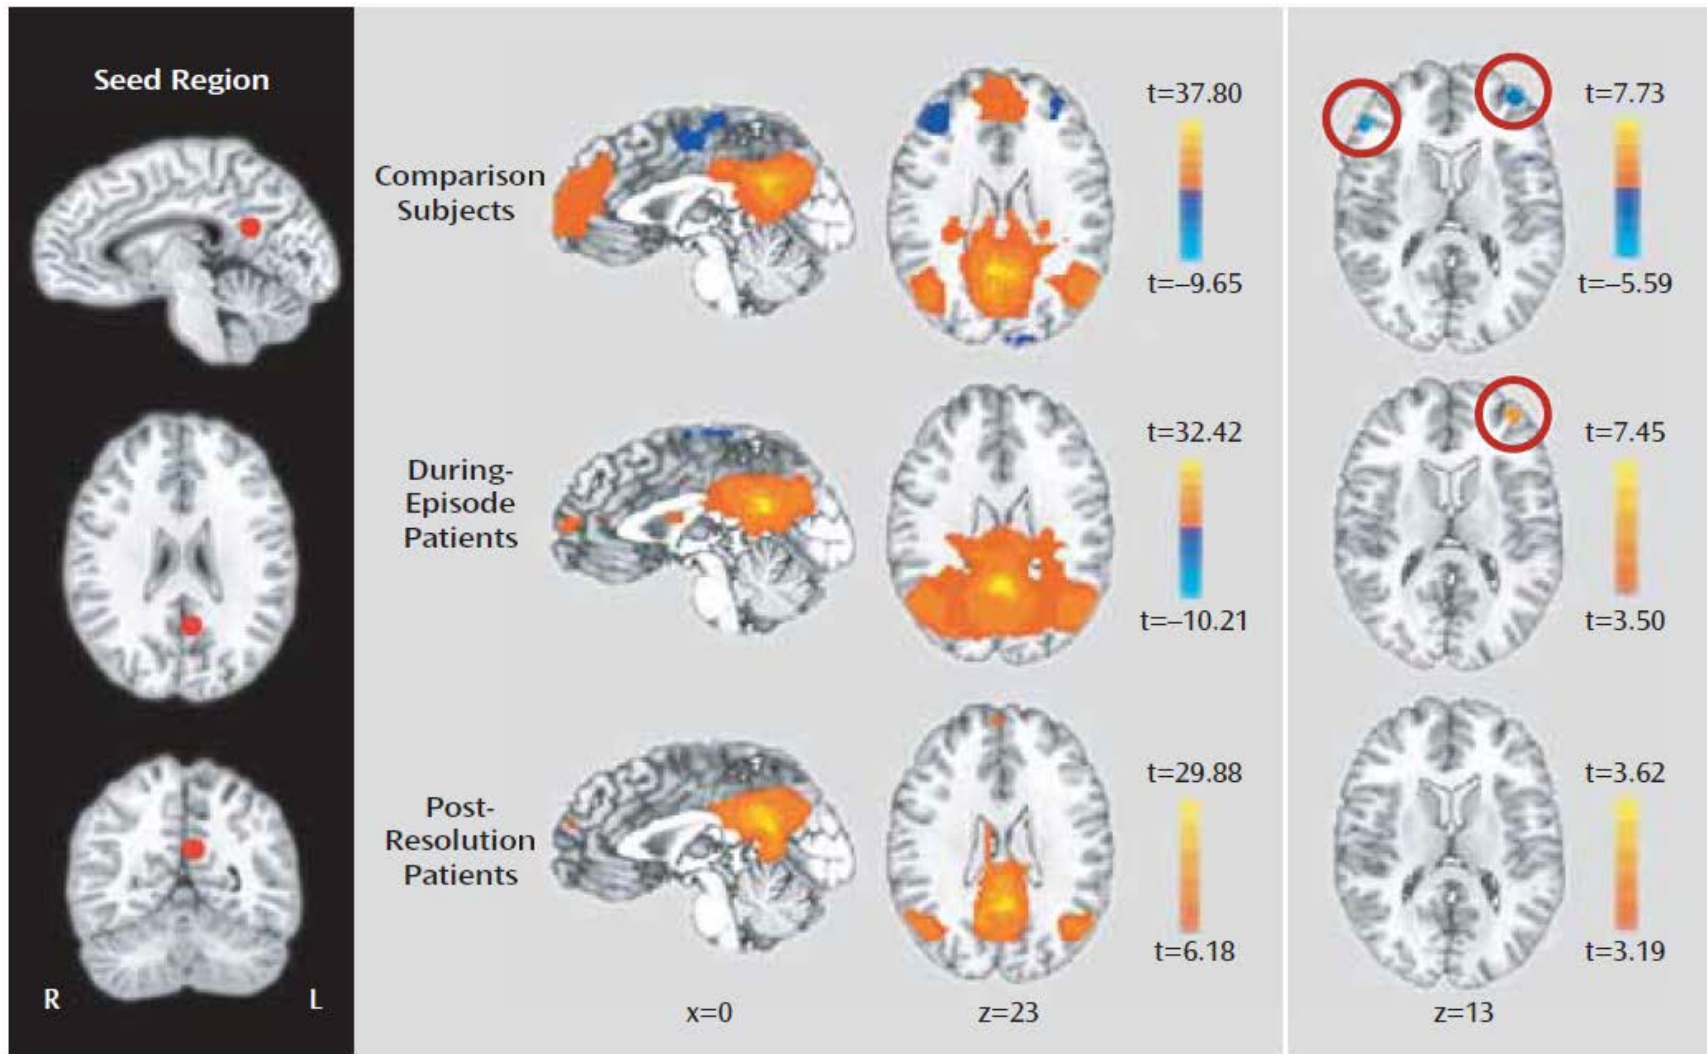 Seed Region
R
L
Comparison
Subjects
t=37.80
t=–9.65
t=7.73
t=–5.59
During-
Episode
Patients
t=32.42
t=–10.21
t=7.45
t=3.50
Post-
Resolution
Patients
t=29.88
t=6.18
t=3.62
t=3.19
x=0
z=23
z=13